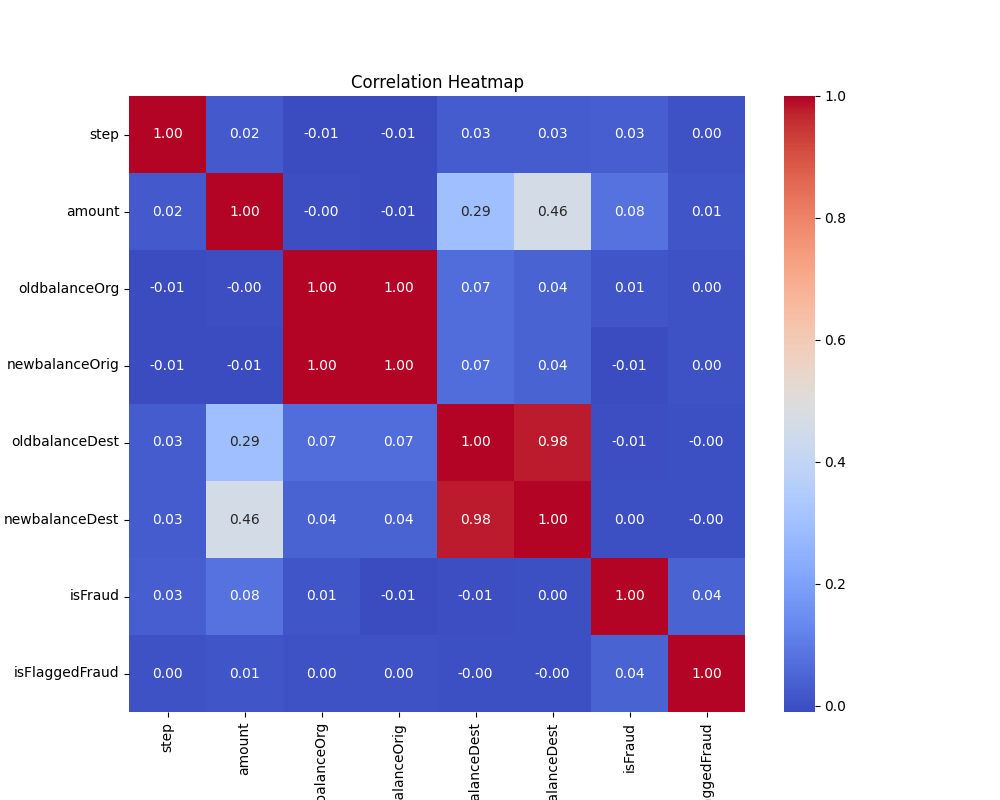 Correlation Heatmap
step 1.00 0.02 -0.01 -0.01 0.03 0.03 0.03 0.00
amount 0.02 1.00 -0.00 -0.01 0.29 0.46 0.08 0.01
oldbalanceOrg -0.01 -0.00 1.00 1.00 0.07 0.04 0.01 0.00
newbalanceOrig -0.01 -0.01 1.00 1.00 0.07 0.04 -0.01 0.00
oldbalanceDest 0.03 0.29 0.07 0.07 1.00 0.98 -0.01 -0.00
newbalanceDest 0.03 0.46 0.04 0.04 0.98 1.00 0.00 -0.00
isFraud 0.03 0.08 0.01 -0.01 -0.01 0.00 1.00 0.04
isFlaggedFraud 0.00 0.01 0.00 0.00 -0.00 -0.00 0.04 1.00
step
amount
balanceOrg
alanceOrig
alanceDest
alanceDest
isFraud
ggedFraud
1.0
0.8
0.6
0.4
0.2
0.0